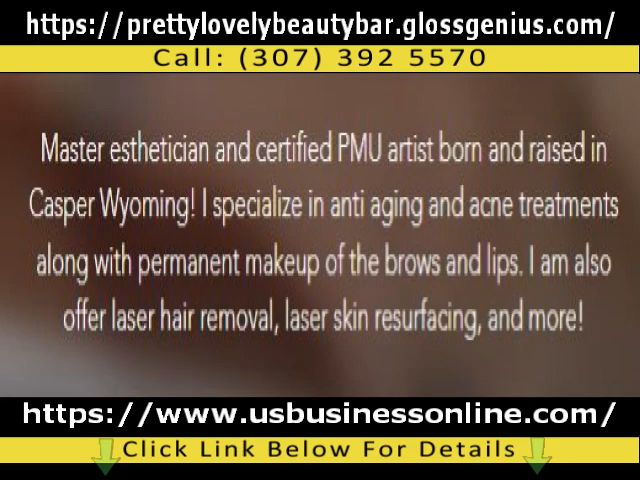 https://prettylovelybeautybar.glossgenius.com/
Call: (307) 392 5570
Master esthetician and certified PMU artist born and raised in
Casper Wyoming! I specialize in anti aging and acne treatments
along with permanent makeup of the brows and lips. I am also
offer laser hair removal, laser skin resurfacing, and more!
https://www.usbusinessonline.com/
Click Link Below For Details